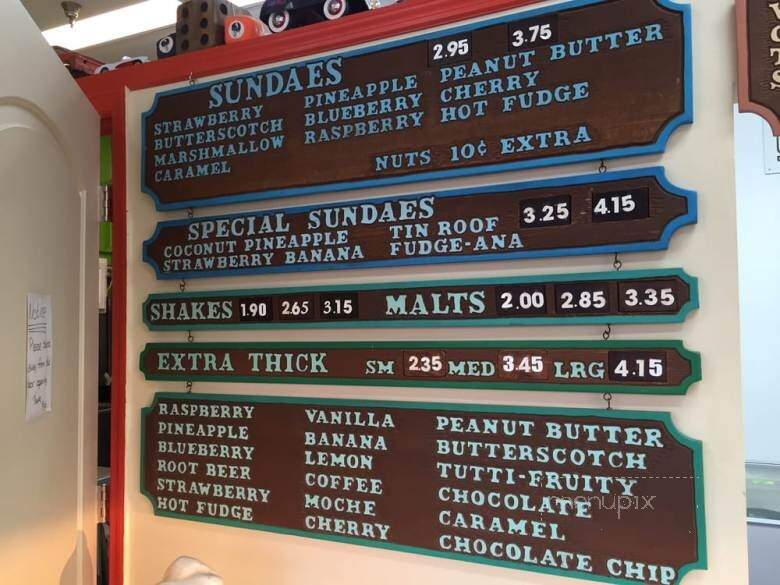 2.95 3.75
SUNDAES
STRAWBERRY PINEAPPLE PEANUT BUTTER
BUTTERSCOTCH BLUEBERRY CHERRY
MARSHMALLOW RASPBERRY HOT FUDGE
CARAMEL
NUTS 10¢ EXTRA
SPECIAL SUNDAES 3.25 4.15
COCONUT PINEAPPLE TIN ROOF
STRAWBERRY BANANA FUDGE-ANA
SHAKES 1.90 2.65 3.15 MALTS 2.00 2.85 3.35
EXTRA THICK SM 2.35 MED 3.45 LRG 4.15
RASPBERRY VANILLA PEANUT BUTTER
PINEAPPLE BANANA BUTTERSCOTCH
BLUEBERRY LEMON TUTTI-FRUITY
ROOT BEER COFFEE CHOCOLATE
STRAWBERRY MOCHE CARAMEL
HOT FUDGE CHERRY CHOCOLATE CHIP
menupix